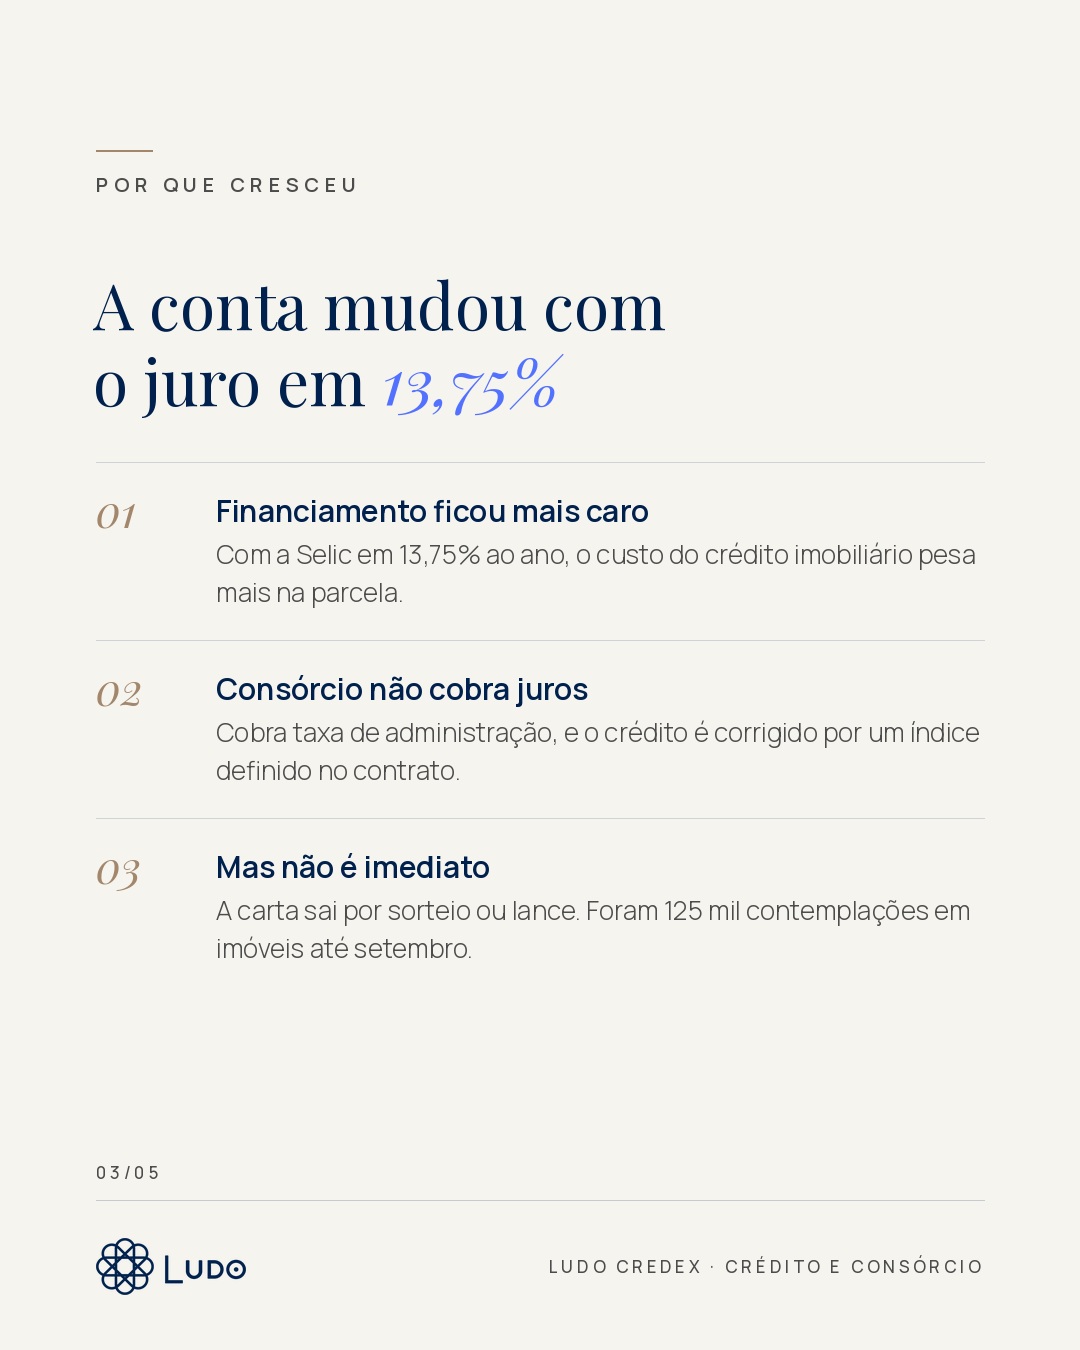 POR QUE CRESCEU
A conta mudou com
o juro em 13,75%
01
Financiamento ficou mais caro
Com a Selic em 13,75% ao ano, o custo do crédito imobiliário pesa
mais na parcela.
02
Consórcio não cobra juros
Cobra taxa de administração, e o crédito é corrigido por um índice
definido no contrato.
03
Mas não é imediato
A carta sai por sorteio ou lance. Foram 125 mil contemplações em
imóveis até setembro.
03/05
LUDO
LUDO CREDEX · CRÉDITO E CONSÓRCIO